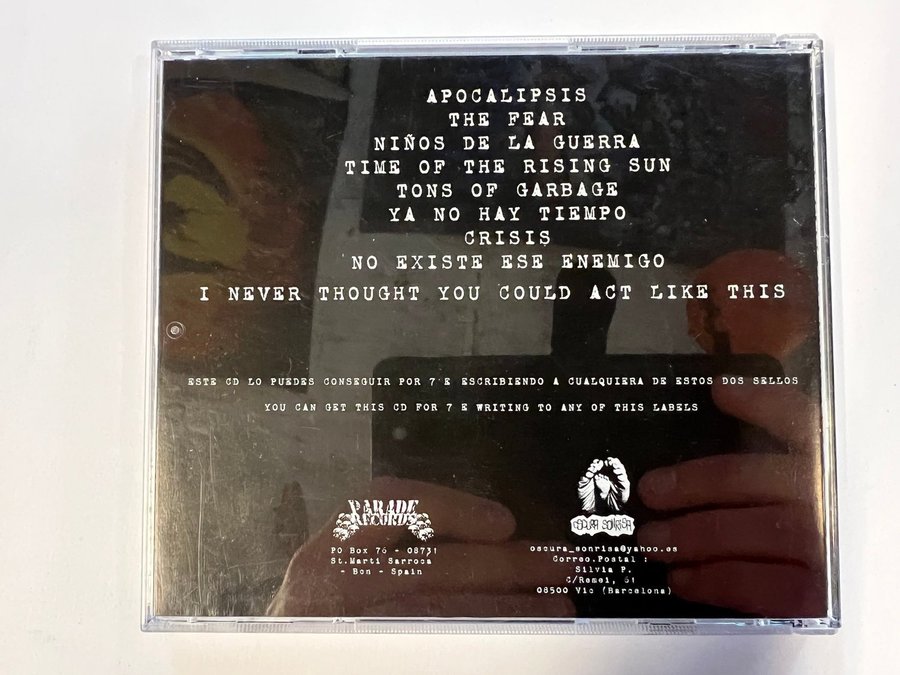 APOCALIPSIS
THE FEAR
NIÑOS DE LA GUERRA
TIME OF THE RISING SUN
TONS OF GARBAGE
YA NO HAY TIEMPO
CRISIS
NO EXISTE ESE ENEMIGO
I NEVER THOUGHT YOU COULD ACT LIKE THIS
ESTE CD LO PUEDES CONSEGUIR POR 7 E ESCRIBIENDO A CUALQUIERA DE ESTOS DOS SELLOS
YOU CAN GET THIS CD FOR 7 E WRITING TO ANY OF THIS LABELS
PARADE
RECORDS
PO Box 76 - 08731
St.Marti Sarroca
- Bcn - Spain
OSCURA SONRISA
oscura_sonrisa@yahoo.es
Correo.Postal :
Silvia P.
C/Remei, 61
08500 Vic (Barcelona)